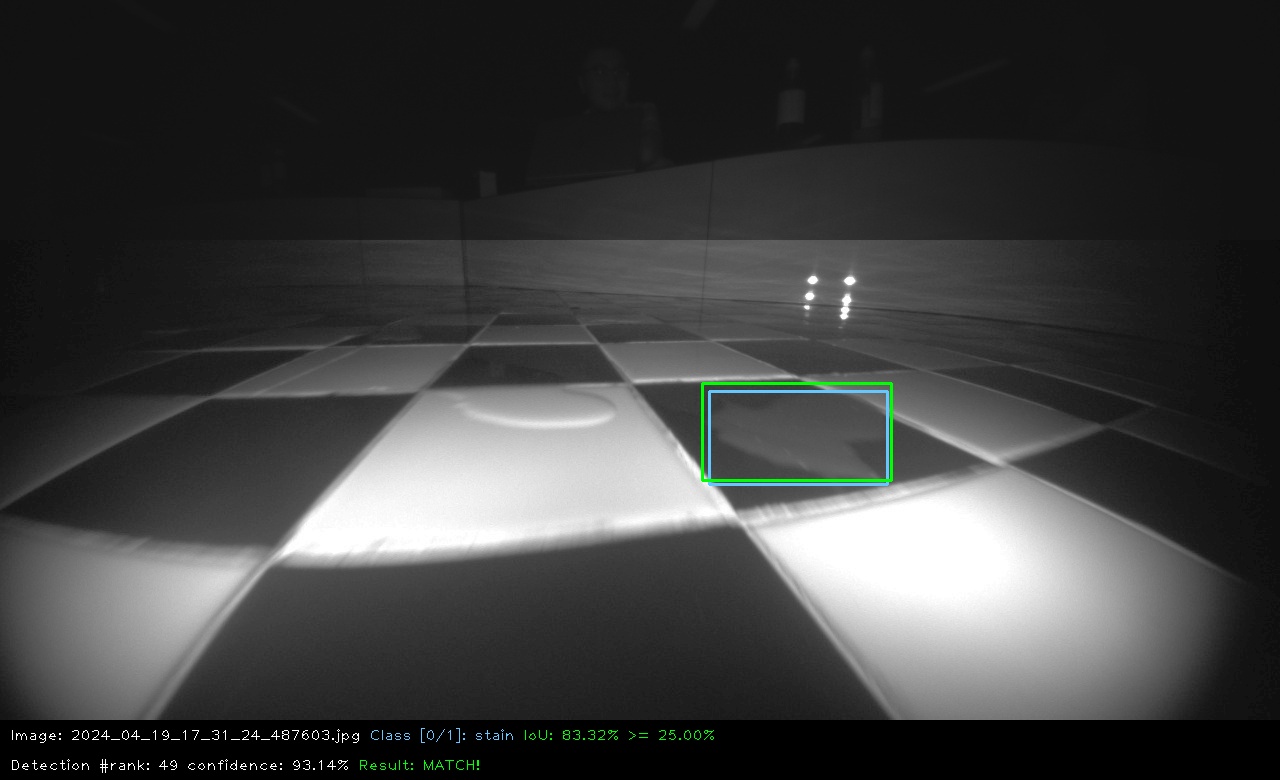 Image: 2024_04_19_17_31_24_487603.jpg Class [0/1]: stain IoU: 83.32% >= 25.00%
Detection #rank: 49 confidence: 93.14% Result: MATCH!